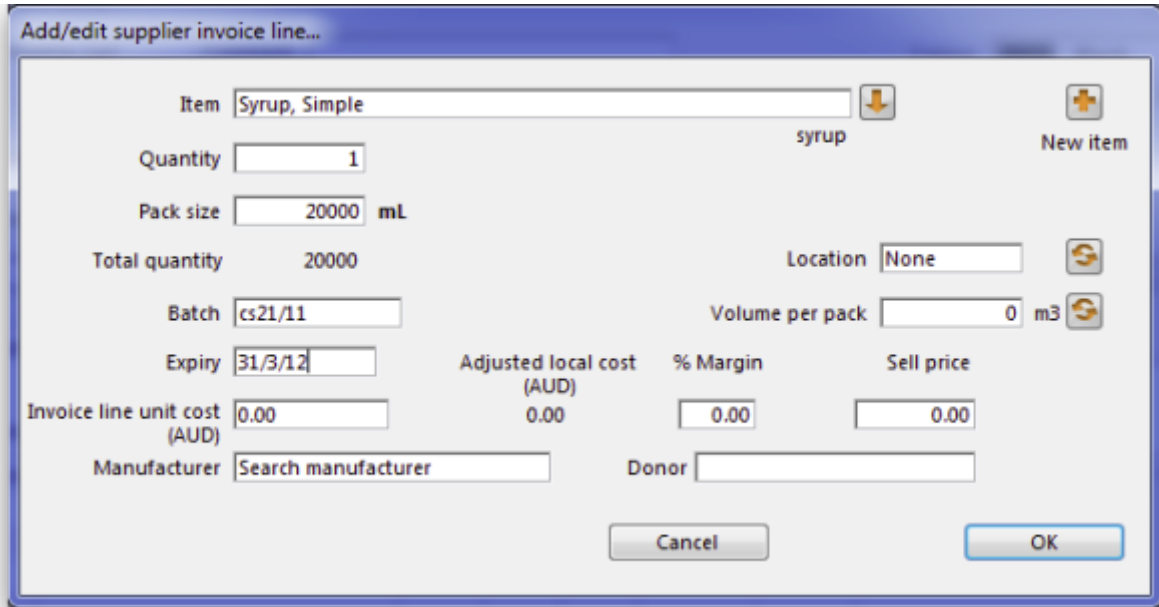 Add/edit supplier invoice line...
Item Syrup, Simple
syrup New item
Quantity 1
Pack size 20000 mL
Total quantity 20000 Location None
Batch cs21/11 Volume per pack 0 m3
Expiry 31/3/12 Adjusted local cost (AUD) % Margin Sell price
Invoice line unit cost (AUD) 0.00 0.00 0.00 0.00
Manufacturer Search manufacturer Donor
Cancel OK